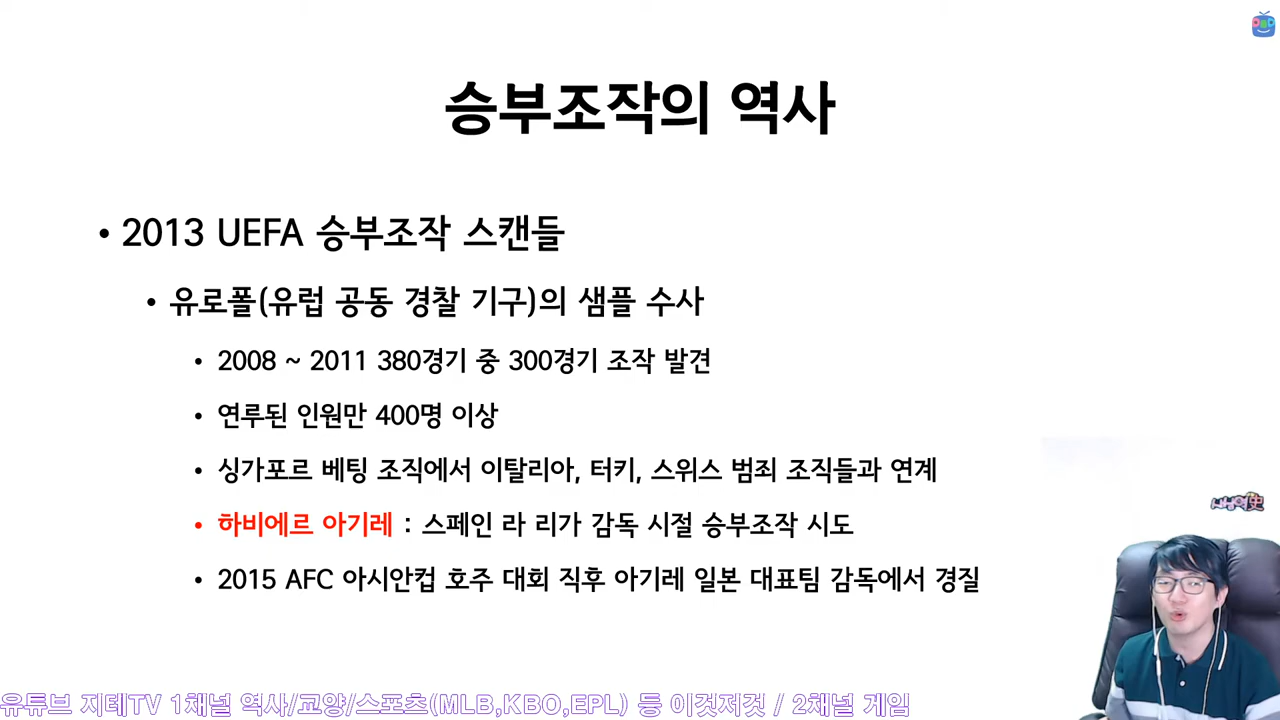 승부조작의 역사
• 2013 UEFA 승부조작 스캔들
• 유로폴(유럽 공동 경찰 기구)의 샘플 수사
• 2008 ~ 2011 380경기 중 300경기 조작 발견
• 연루된 인원만 400명 이상
• 싱가포르 베팅 조직에서 이탈리아, 터키, 스위스 범죄 조직들과 연계
• 하비에르 아기레 : 스페인 라 리가 감독 시절 승부조작 시도
• 2015 AFC 아시안컵 호주 대회 직후 아기레 일본 대표팀 감독에서 경질
유튜브 지테TV 1채널 역사/교양/스포츠(MLB,KBO,EPL) 등 이것저것 / 2채널 게임